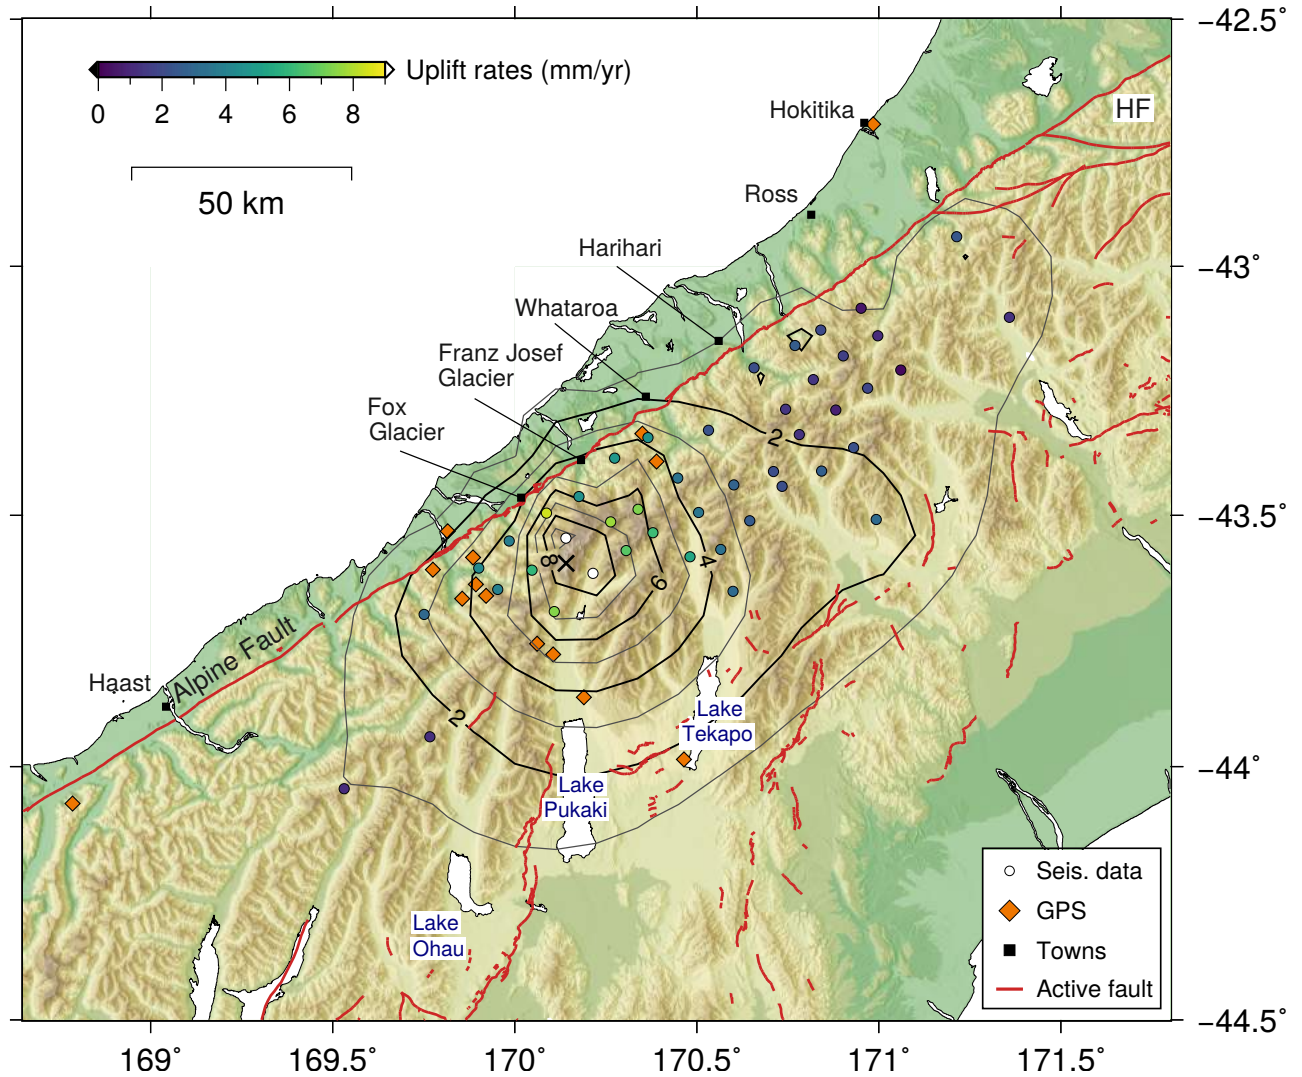 −42.5˚
Uplift rates (mm/yr)
0 2 4 6 8
Hokitika
HF
50 km
Ross
Harihari
−43˚
Whataroa
Franz Josef
Glacier
Fox
Glacier
2
−43.5˚
8
4
6
Alpine Fault
Haast
2
Lake
Tekapo
−44˚
Lake
Pukaki
Seis. data
GPS
Lake
Ohau
Towns
Active fault
−44.5˚
169˚ 169.5˚ 170˚ 170.5˚ 171˚ 171.5˚